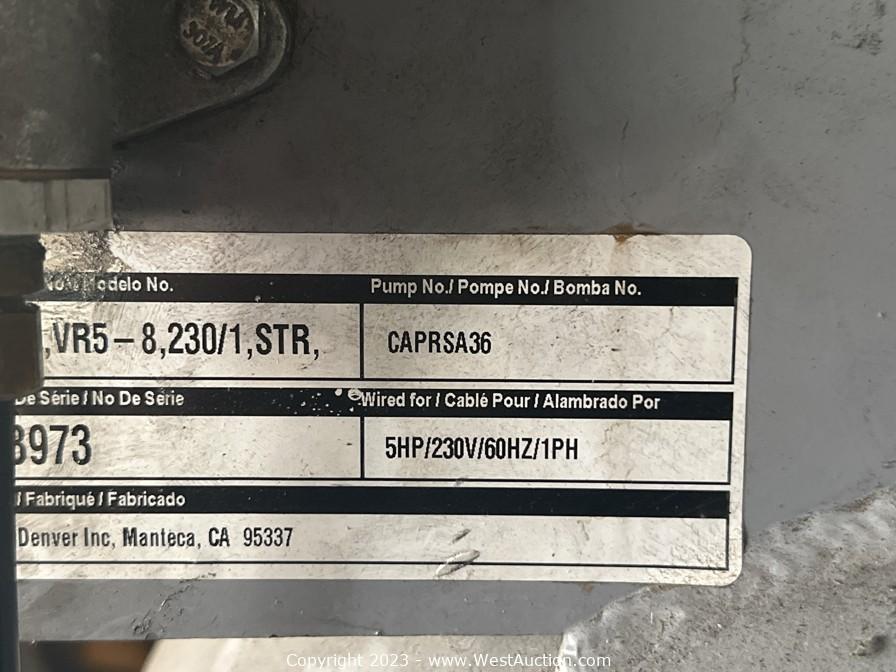 Modelo No.
Pump No./ Pompe No./ Bomba No.
,VR5-8,230/1,STR,
CAPRSA36
De Série / No De Série
Wired for / Cablé Pour / Alambrado Por
3973
5HP/230V/60HZ/1PH
/ Fabriqué / Fabricado
Denver Inc, Manteca, CA 95337
Copyright 2023 - www.WestAuction.com